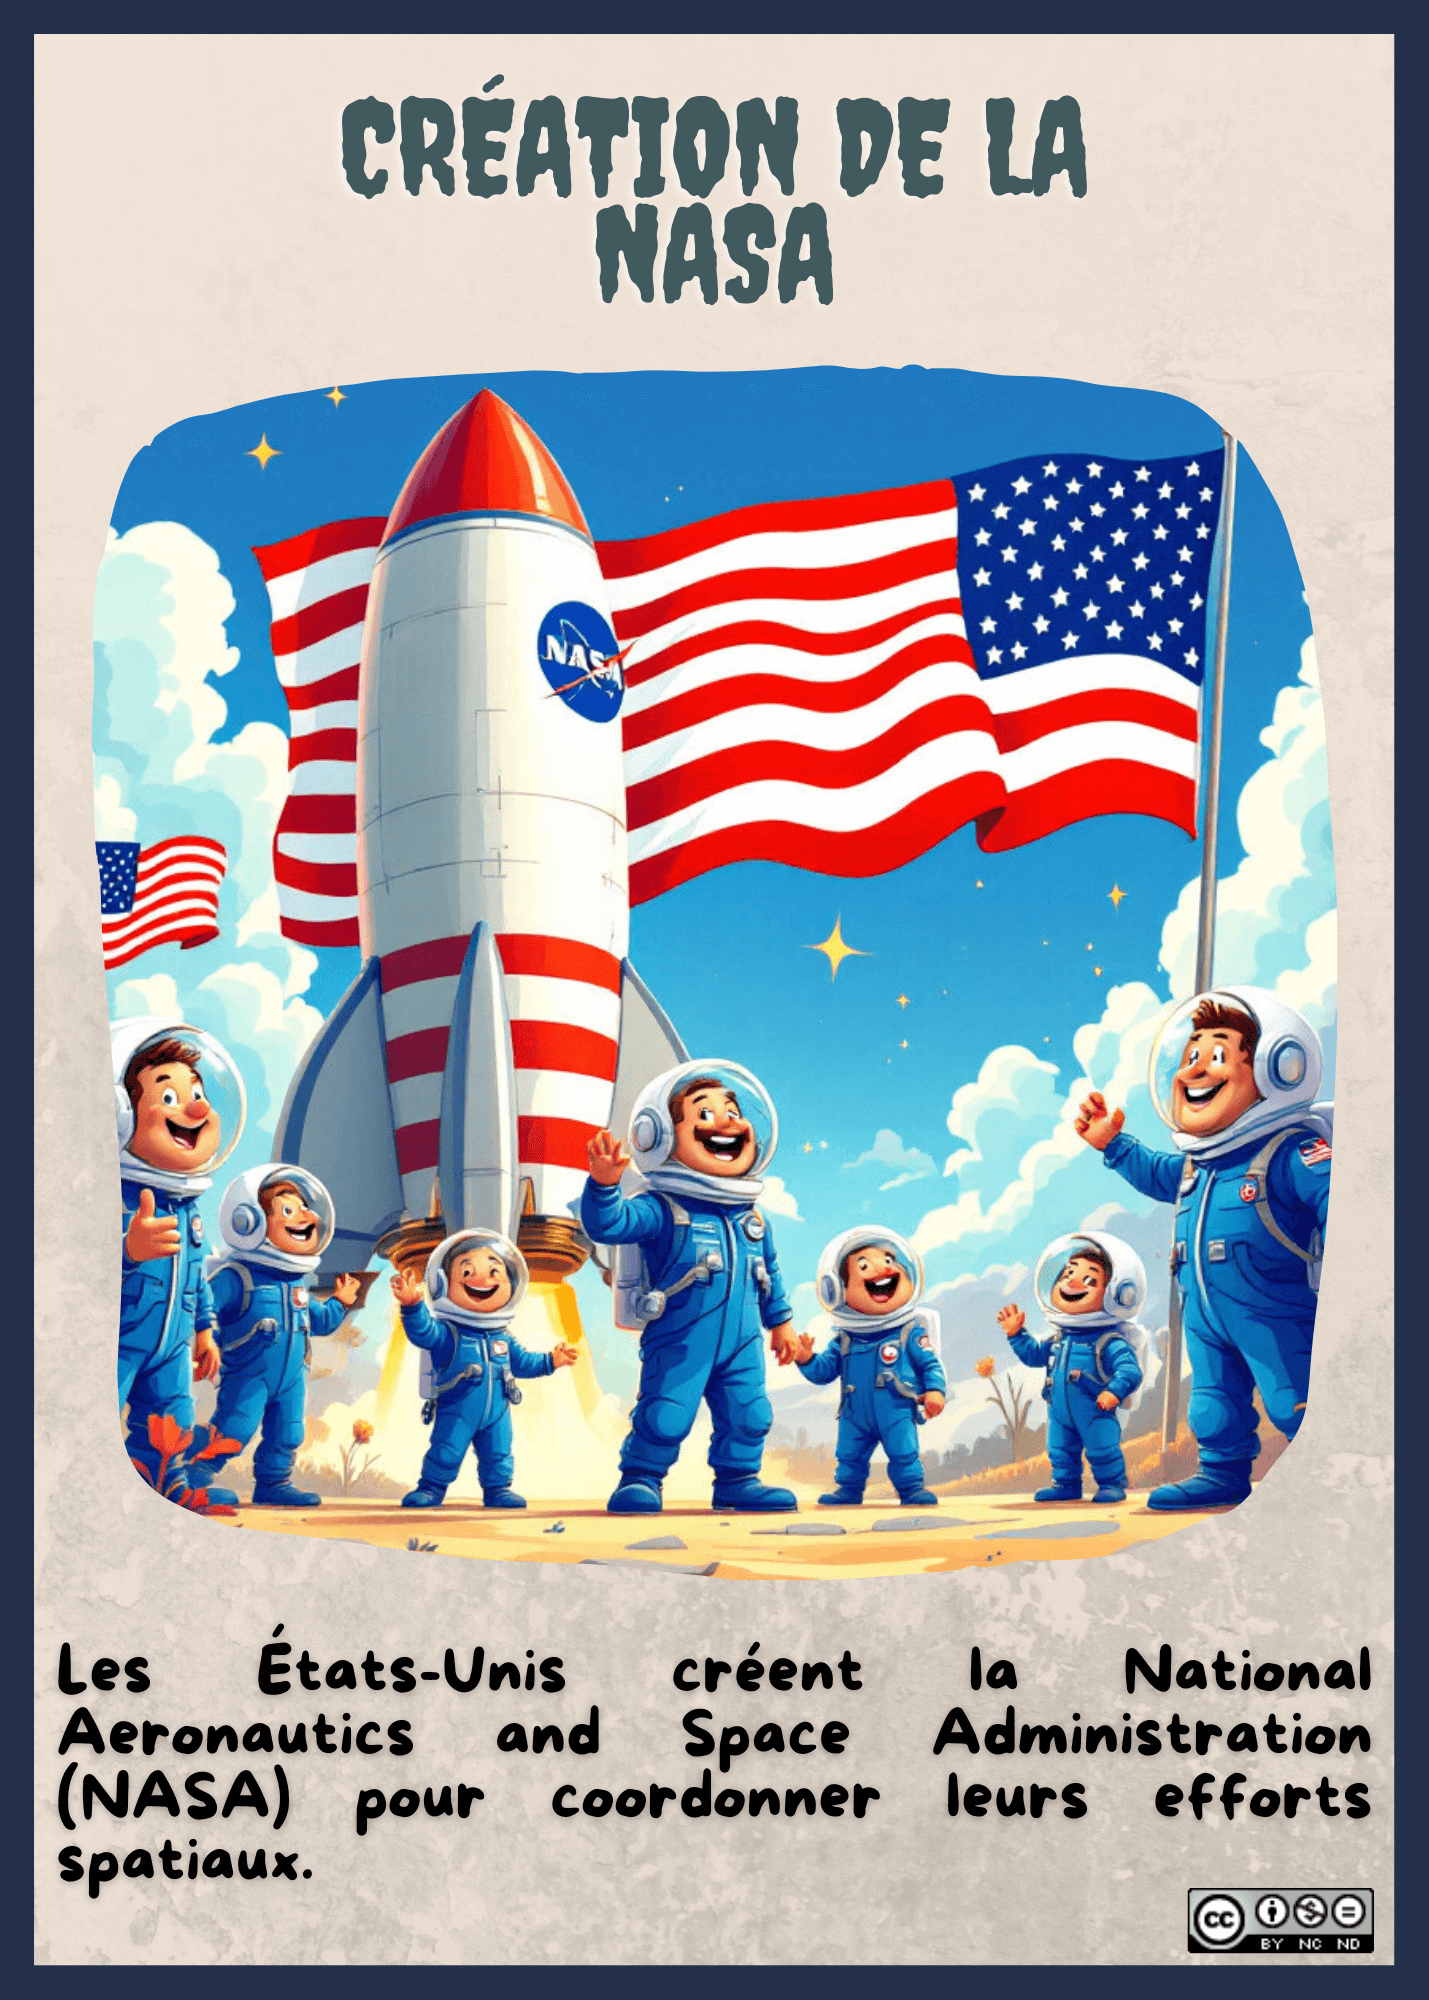 CRÉATION DE LA
NASA
NASA
Les États-Unis créent la National
Aeronautics and Space Administration
(NASA) pour coordonner leurs efforts
spatiaux.
cc
BY NC ND